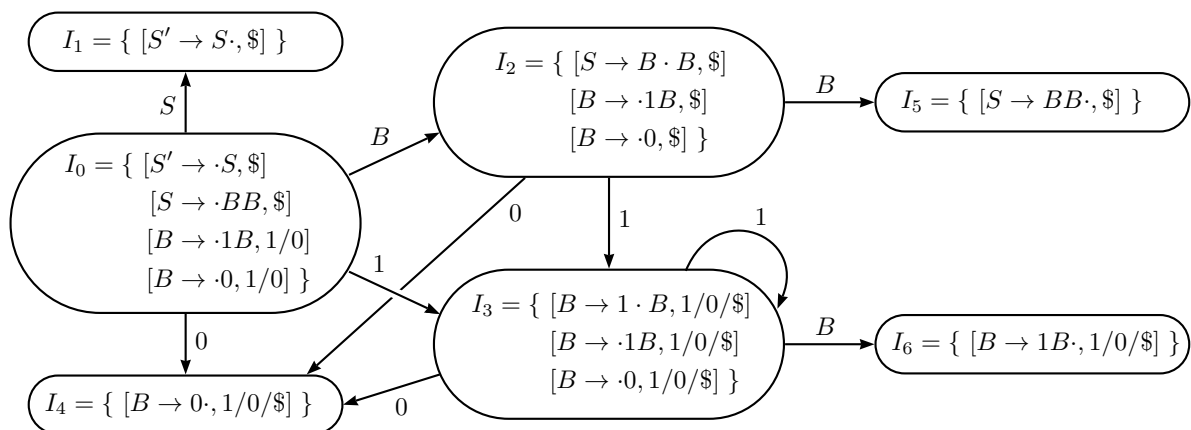 I₁ = { [S′ → S·, $] }
S
I₀ = { [S′ → ·S, $]
[S → ·BB, $]
[B → ·1B, 1/0]
[B → ·0, 1/0] }
B
1
0
I₂ = { [S → B · B, $]
[B → ·1B, $]
[B → ·0, $] }
B
0
1
I₅ = { [S → BB·, $] }
I₃ = { [B → 1 · B, 1/0/$]
[B → ·1B, 1/0/$]
[B → ·0, 1/0/$] }
1
B
0
I₆ = { [B → 1B·, 1/0/$] }
I₄ = { [B → 0·, 1/0/$] }